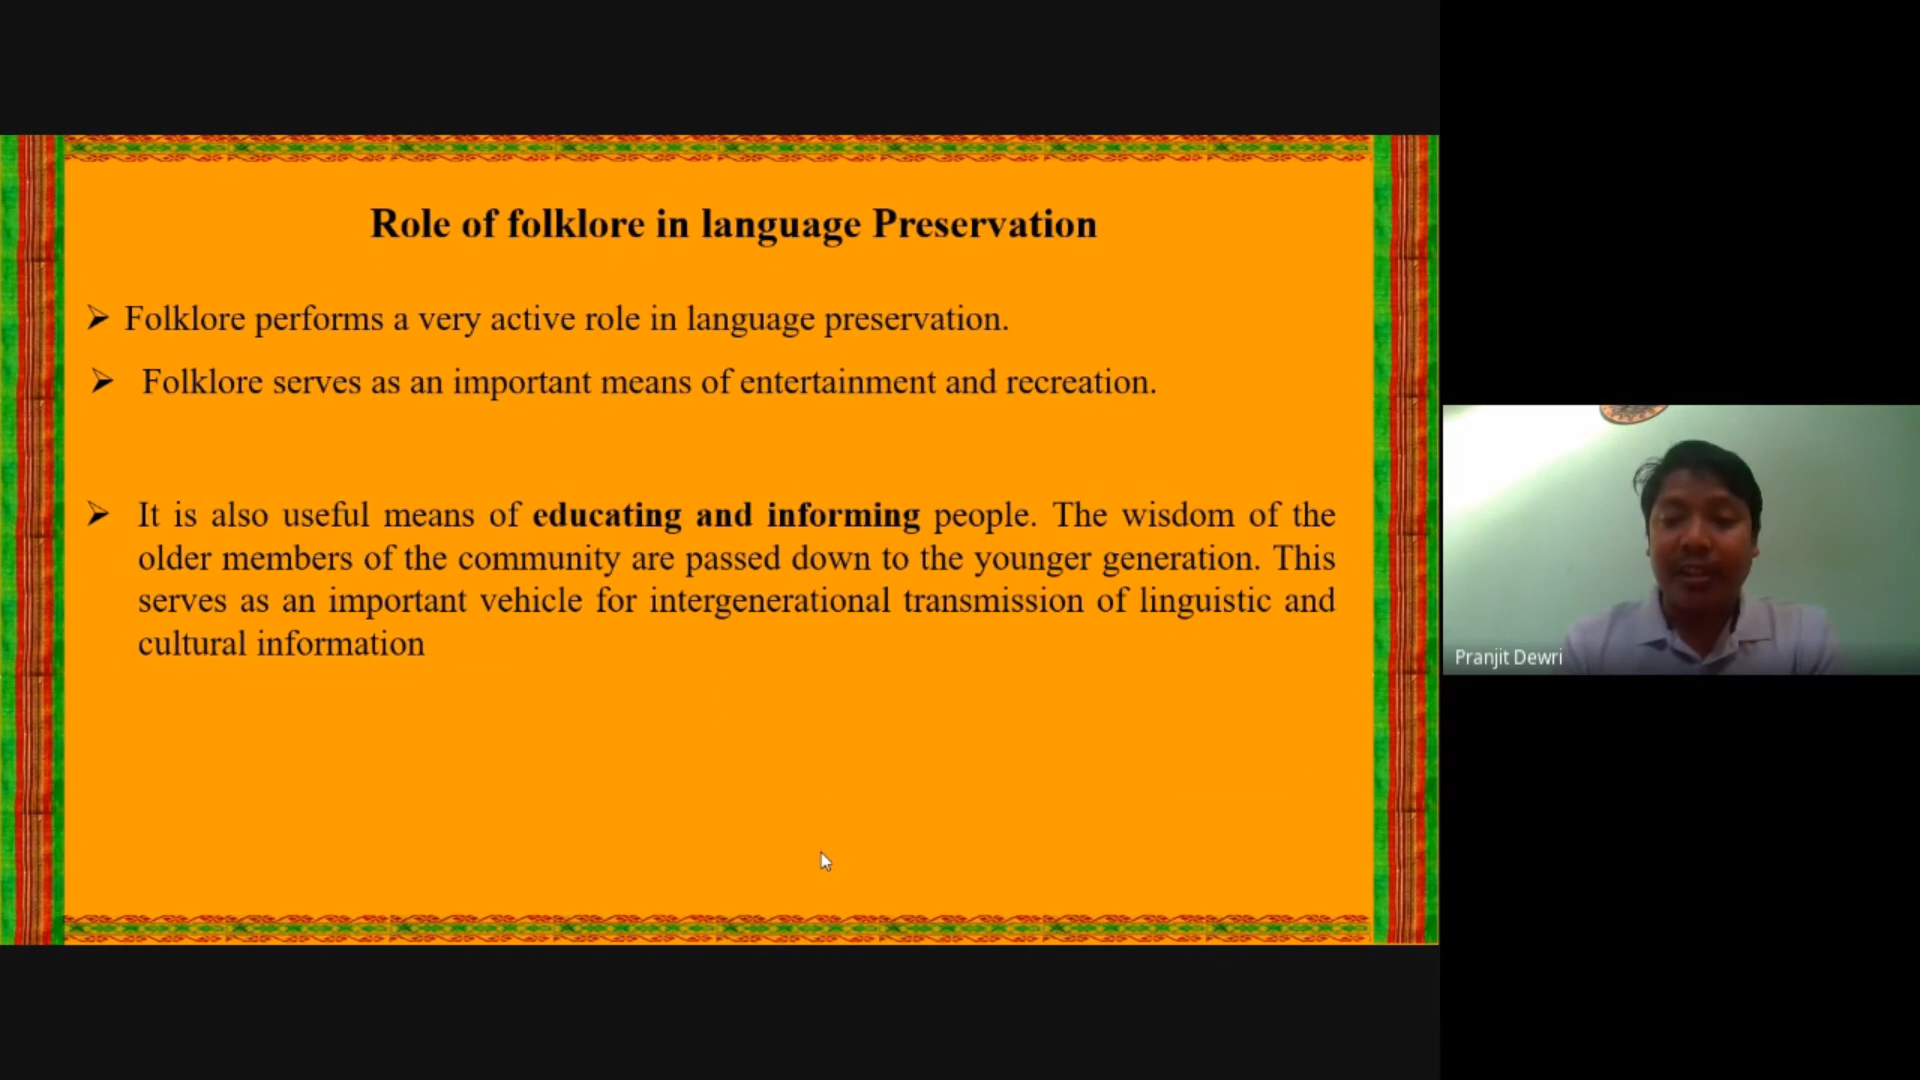 Role of folklore in language Preservation
➢ Folklore performs a very active role in language preservation.
➢ Folklore serves as an important means of entertainment and recreation.
➢ It is also useful means of educating and informing people. The wisdom of the
older members of the community are passed down to the younger generation. This
serves as an important vehicle for intergenerational transmission of linguistic and
cultural information
Pranjit Dewri